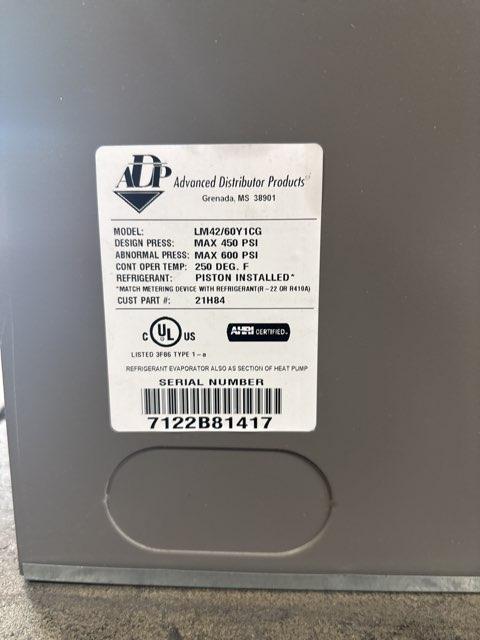 ADP Advanced Distributor Products
Grenada, MS 38901
MODEL: LM42/60Y1CG
DESIGN PRESS: MAX 450 PSI
ABNORMAL PRESS: MAX 600 PSI
CONT OPER TEMP: 250 DEG. F
REFRIGERANT: PISTON INSTALLED*
*MATCH METERING DEVICE WITH REFRIGERANT(R-22 OR R410A)
CUST PART #: 21H84
C UL US AHRI CERTIFIED
LISTED 3F86 TYPE 1-a
REFRIGERANT EVAPORATOR ALSO AS SECTION OF HEAT PUMP
SERIAL NUMBER
7122B81417